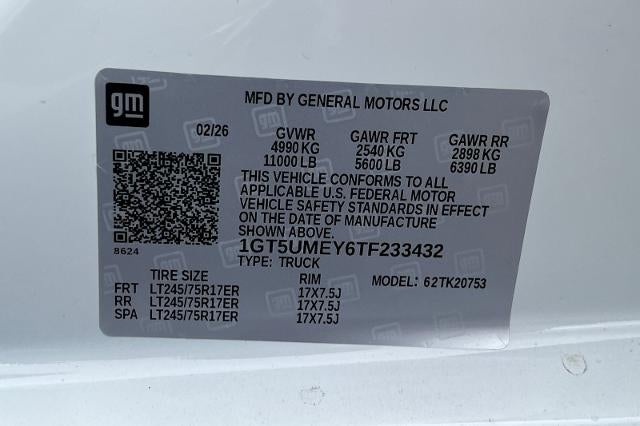 gm
MFD BY GENERAL MOTORS LLC
02/26 GVWR GAWR FRT GAWR RR
4990 KG 2540 KG 2898 KG
11000 LB 5600 LB 6390 LB
THIS VEHICLE CONFORMS TO ALL
APPLICABLE U.S. FEDERAL MOTOR
VEHICLE SAFETY STANDARDS IN EFFECT
ON THE DATE OF MANUFACTURE
SHOWN ABOVE.
8624
1GT5UMEY6TF233432
TYPE: TRUCK
TIRE SIZE RIM MODEL: 62TK20753
FRT LT245/75R17ER 17X7.5J
RR LT245/75R17ER 17X7.5J
SPA LT245/75R17ER 17X7.5J